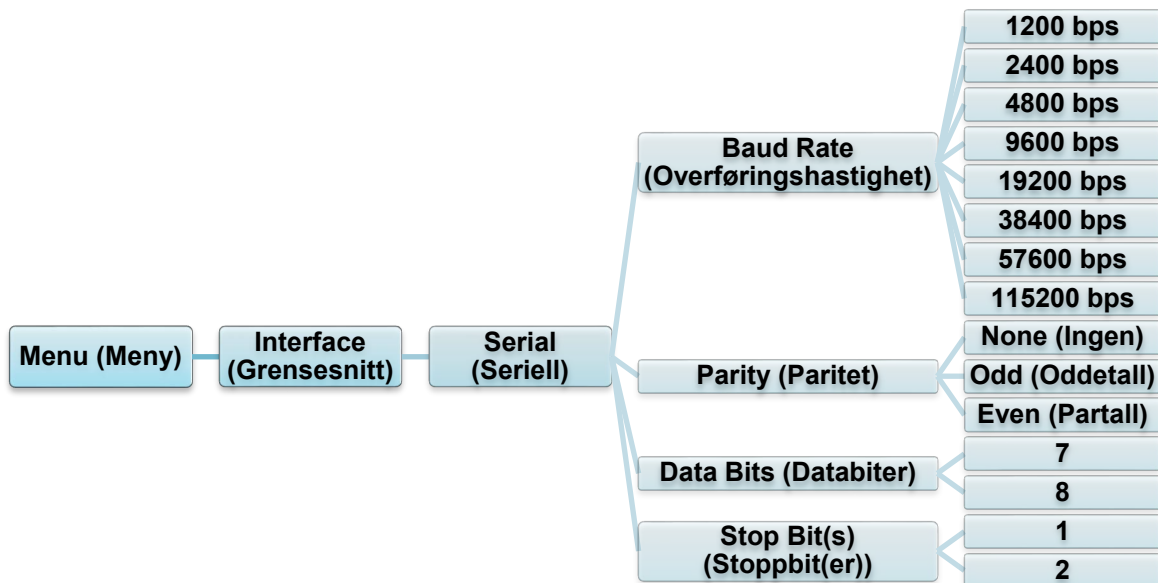 Menu (Meny)
Interface
(Grensesnitt)
Serial
(Seriell)
Baud Rate
(Overføringshastighet)
1200 bps
2400 bps
4800 bps
9600 bps
19200 bps
38400 bps
57600 bps
115200 bps
Parity (Paritet)
None (Ingen)
Odd (Oddetall)
Even (Partall)
Data Bits (Databiter)
7
8
Stop Bit(s)
(Stoppbit(er))
1
2